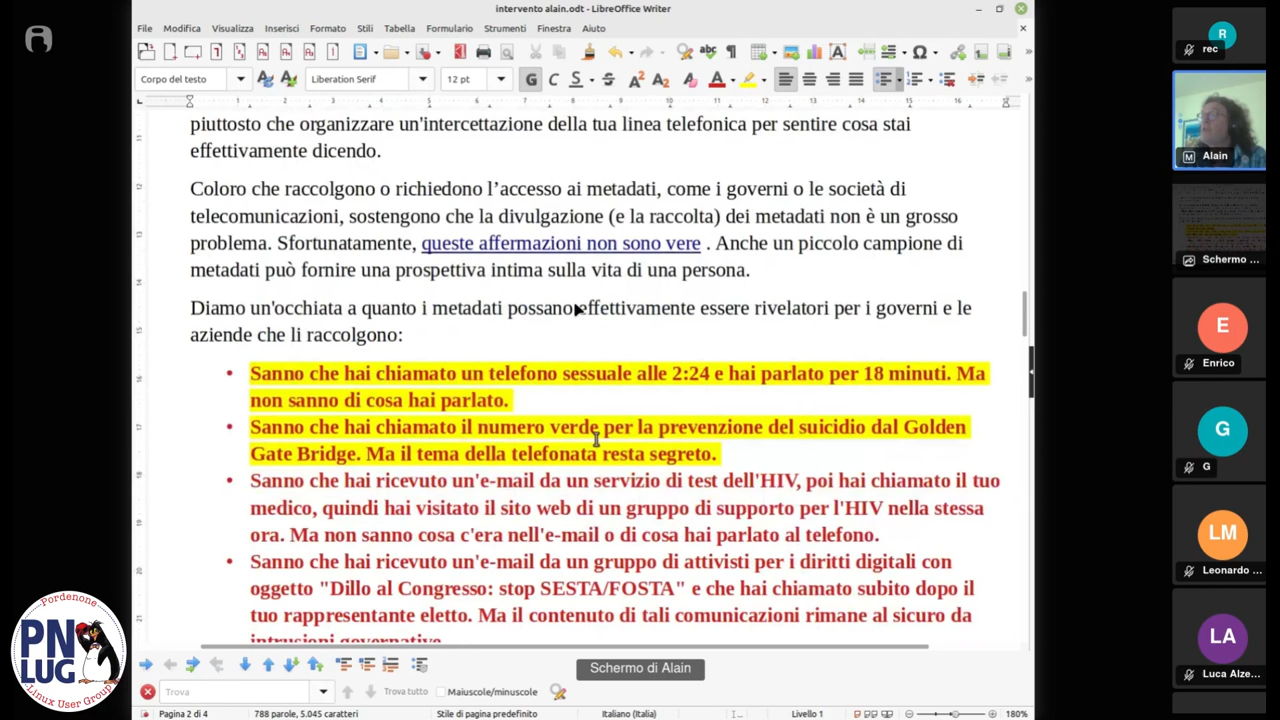 intervento alain.odt - LibreOffice Writer
File Modifica Visualizza Inserisci Formato Stili Tabella Formulario Strumenti Finestra Aiuto
Corpo del testo
Liberation Serif
12 pt
piuttosto che organizzare un'intercettazione della tua linea telefonica per sentire cosa stai
effettivamente dicendo.
Coloro che raccolgono o richiedono l’accesso ai metadati, come i governi o le società di
telecomunicazioni, sostengono che la divulgazione (e la raccolta) dei metadati non è un grosso
problema. Sfortunatamente, queste affermazioni non sono vere . Anche un piccolo campione di
metadati può fornire una prospettiva intima sulla vita di una persona.
Diamo un'occhiata a quanto i metadati possano effettivamente essere rivelatori per i governi e le
aziende che li raccolgono:
• Sanno che hai chiamato un telefono sessuale alle 2:24 e hai parlato per 18 minuti. Ma
non sanno di cosa hai parlato.
• Sanno che hai chiamato il numero verde per la prevenzione del suicidio dal Golden
Gate Bridge. Ma il tema della telefonata resta segreto.
• Sanno che hai ricevuto un'e-mail da un servizio di test dell'HIV, poi hai chiamato il tuo
medico, quindi hai visitato il sito web di un gruppo di supporto per l'HIV nella stessa
ora. Ma non sanno cosa c'era nell'e-mail o di cosa hai parlato al telefono.
• Sanno che hai ricevuto un'e-mail da un gruppo di attivisti per i diritti digitali con
oggetto "Dillo al Congresso: stop SESTA/FOSTA" e che hai chiamato subito dopo il
tuo rappresentante eletto. Ma il contenuto di tali comunicazioni rimane al sicuro da
intrusioni governative.
Schermo di Alain
Trova
Trova tutto
Maiuscole/minuscole
Pagina 2 di 4
788 parole, 5.045 caratteri
Stile di pagina predefinito
Italiano (Italia)
Livello 1
180%
R
rec
M Alain
Schermo ...
E
Enrico
G
G
LM
Leonardo ...
LA
Luca Alze...
Pordenone
PN
LUG
Linux User Group